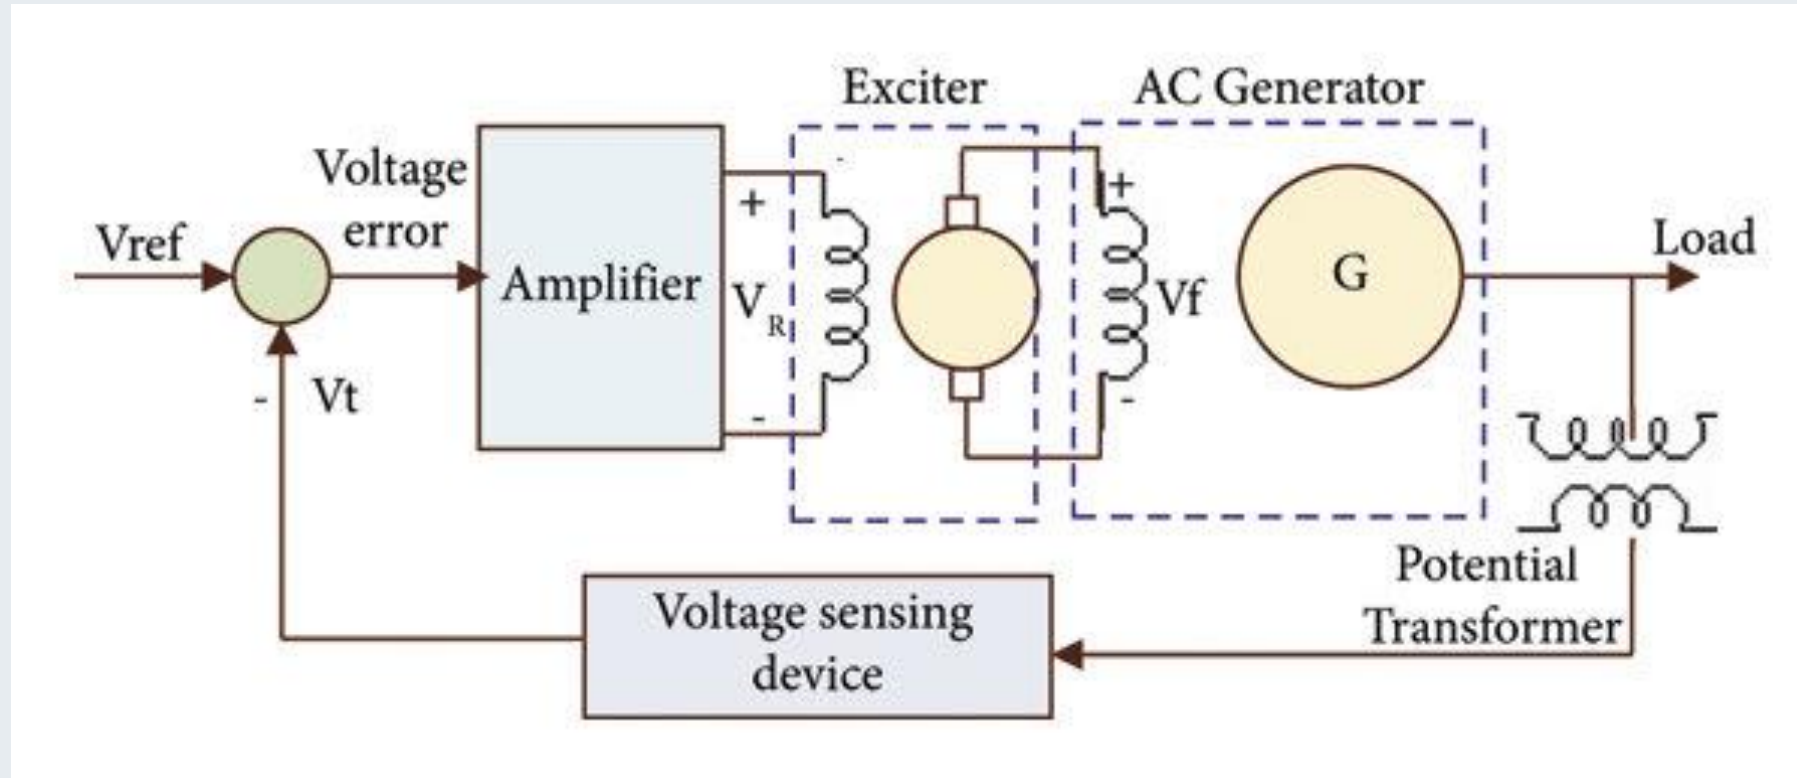 Exciter
AC Generator
Voltage
error
Vref
Amplifier
+
V
R
-
+
Vf
-
G
Load
-
Vt
Potential
Transformer
Voltage sensing
device